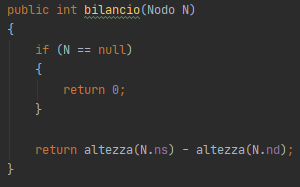 public int bilancio(Nodo N)
{
    if (N == null)
    {
        return 0;
    }

    return altezza(N.ns) - altezza(N.nd);
}